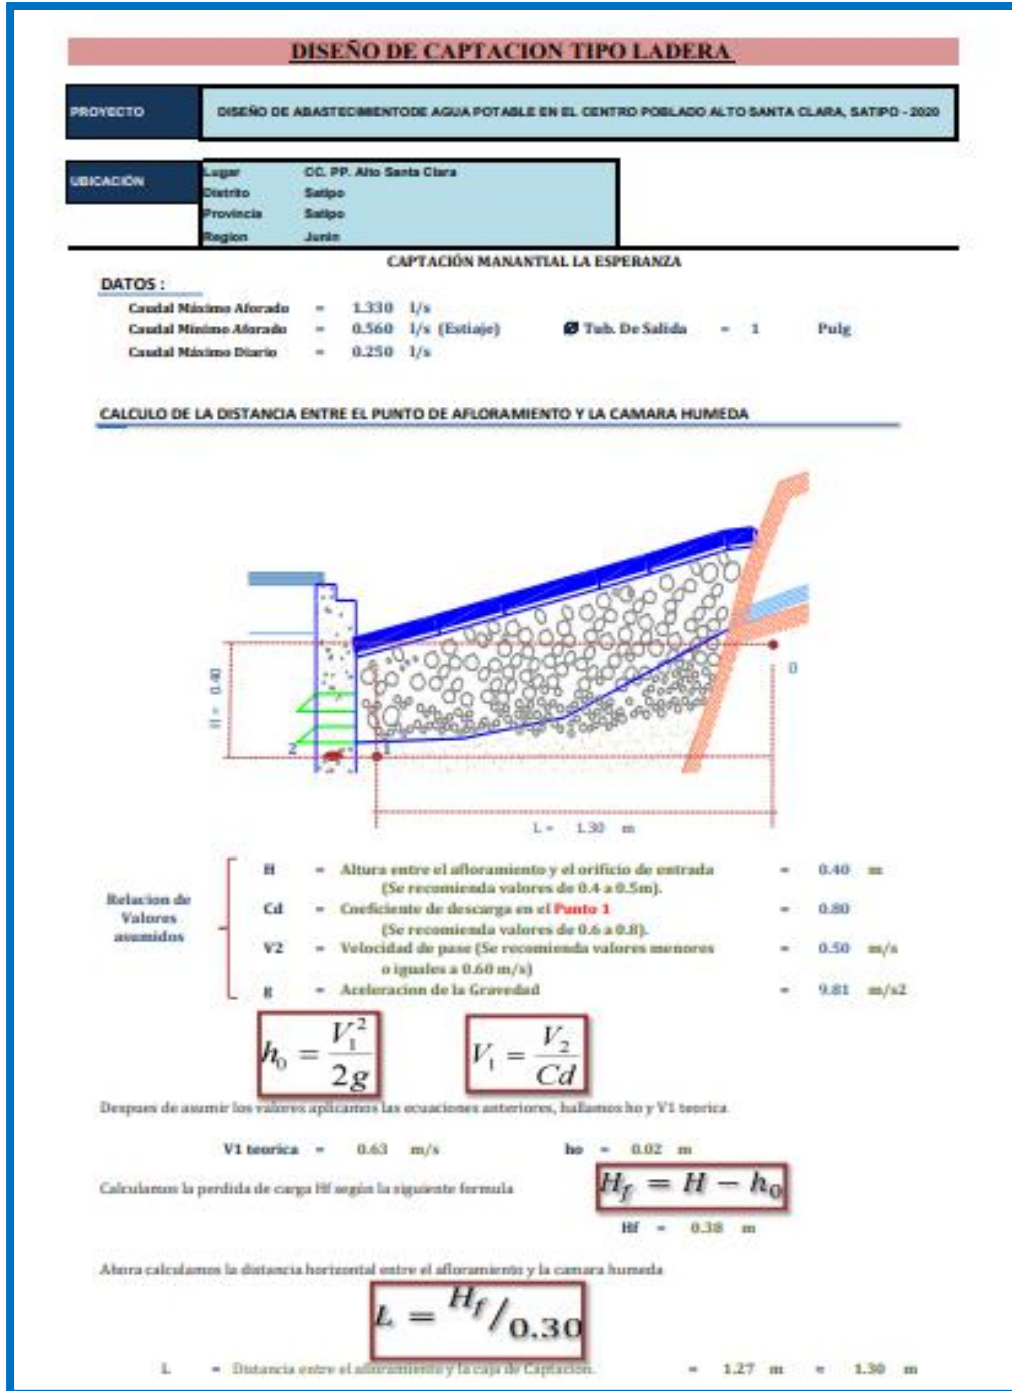 DISEÑO DE CAPTACION TIPO LADERA
PROYECTO DISEÑO DE ABASTECIMIENTODE AGUA POTABLE EN EL CENTRO POBLADO ALTO SANTA CLARA, SATIPO - 2020
UBICACIÓN
Lugar CC. PP. Alto Santa Clara
Distrito Satipo
Provincia Satipo
Region Junin
CAPTACIÓN MANANTIAL LA ESPERANZA
DATOS :
Caudal Máximo Aforado = 1.330 l/s
Caudal Mínimo Aforado = 0.560 l/s (Estiaje) Ø Tub. De Salida = 1 Pulg
Caudal Máximo Diario = 0.250 l/s
CALCULO DE LA DISTANCIA ENTRE EL PUNTO DE AFLORAMIENTO Y LA CAMARA HUMEDA
H = 0.40
0
2 1
L = 1.30 m
Relacion de
Valores
asumidos
H = Altura entre el afloramiento y el orificio de entrada = 0.40 m
(Se recomienda valores de 0.4 a 0.5m).
Cd = Coeficiente de descarga en el Punto 1 = 0.80
(Se recomienda valores de 0.6 a 0.8).
V2 = Velocidad de pase (Se recomienda valores menores = 0.50 m/s
o iguales a 0.60 m/s)
g = Aceleracion de la Gravedad = 9.81 m/s2
h₀ = V₁²/2g V₁ = V₂/Cd
Despues de asumir los valores aplicamos las ecuaciones anteriores, hallamos ho y V1 teorica
V1 teorica = 0.63 m/s ho = 0.02 m
Calculamos la perdida de carga Hf según la siguiente formula H_f = H − h₀
Hf = 0.38 m
Ahora calculamos la distancia horizontal entre el afloramiento y la camara humeda
L = H_f/0.30
L = Distancia entre el afloramiento y la caja de Captación. = 1.27 m = 1.30 m